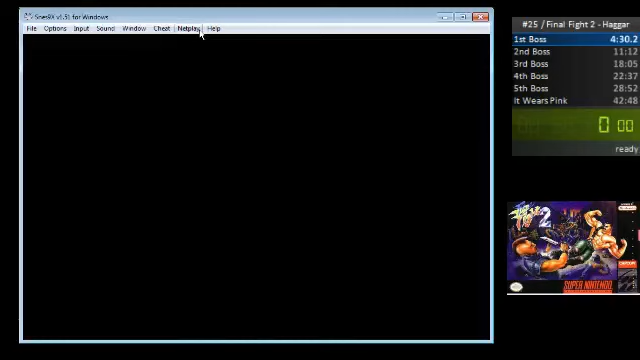 Snes9X v1.51 for Windows
File Options Input Sound Window Cheat Netplay Help
#25 / Final Fight 2 - Haggar
1st Boss 4:30.2
2nd Boss 11:12
3rd Boss 18:05
4th Boss 22:37
5th Boss 28:52
It Wears Pink 42:48
0 00
ready
2
SUPER NINTENDO